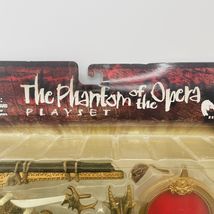 The Phantom of the Opera
PLAYSET